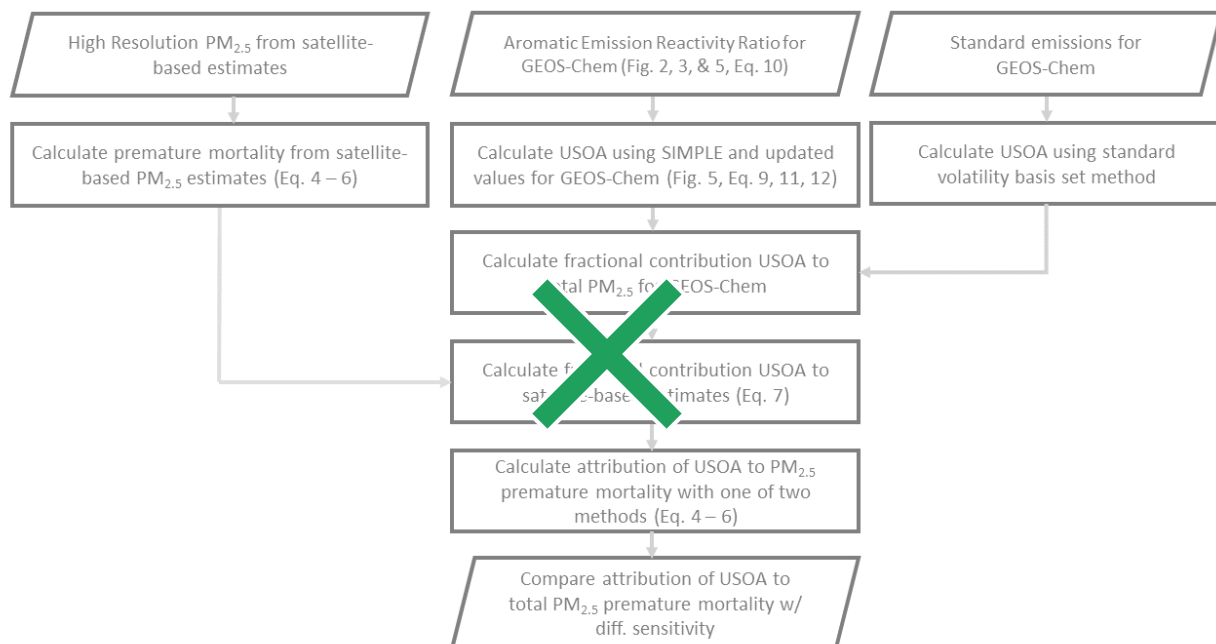 High Resolution PM2.5 from satellite-
based estimates
Aromatic Emission Reactivity Ratio for
GEOS-Chem (Fig. 2, 3, & 5, Eq. 10)
Standard emissions for
GEOS-Chem
Calculate premature mortality from satellite-
based PM2.5 estimates (Eq. 4 – 6)
Calculate USOA using SIMPLE and updated
values for GEOS-Chem (Fig. 5, Eq. 9, 11, 12)
Calculate USOA using standard
volatility basis set method
Calculate fractional contribution USOA to
PM2.5 GEOS-Chem
Calculate contribution USOA to
(Eq. 7)
Calculate attribution of USOA to PM2.5
premature mortality with one of two
methods (Eq. 4 – 6)
Compare attribution of USOA to
total PM2.5 premature mortality w/
diff. sensitivity